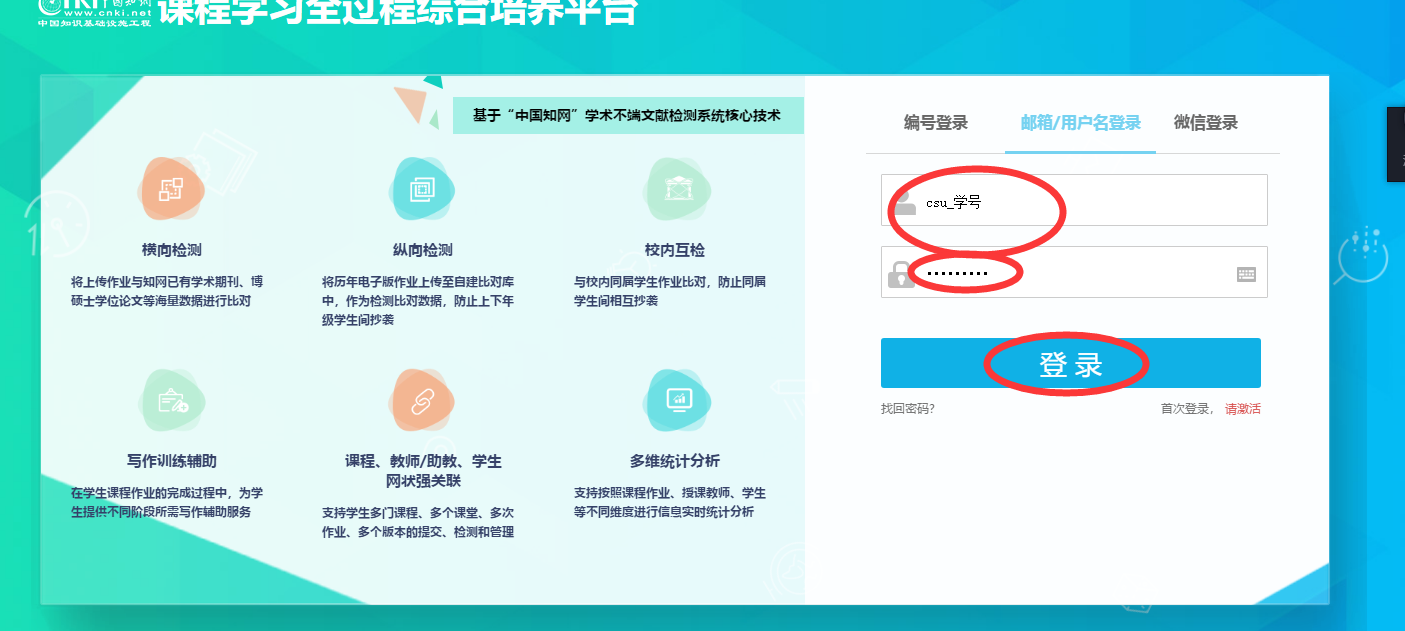 中国知网
www.cnki.net
中国知识基础设施工程
课程学习全过程综合培养平台
基于“中国知网”学术不端文献检测系统核心技术
横向检测
将上传作业与知网已有学术期刊、博
硕士学位论文等海量数据进行比对
纵向检测
将历年电子版作业上传至自建比对库
中，作为检测比对数据，防止上下年
级学生间抄袭
校内互检
与校内同届学生作业比对，防止同届
学生间相互抄袭
写作训练辅助
在学生课程作业的完成过程中，为学
生提供不同阶段所需写作辅助服务
课程、教师/助教、学生
网状强关联
支持学生多门课程、多个课堂、多次
作业、多个版本的提交、检测和管理
多维统计分析
支持按照课程作业、授课教师、学生
等不同维度进行信息实时统计分析
编号登录
邮箱/用户名登录
微信登录
csu_学号
•••••••••
登录
找回密码?
首次登录，请激活